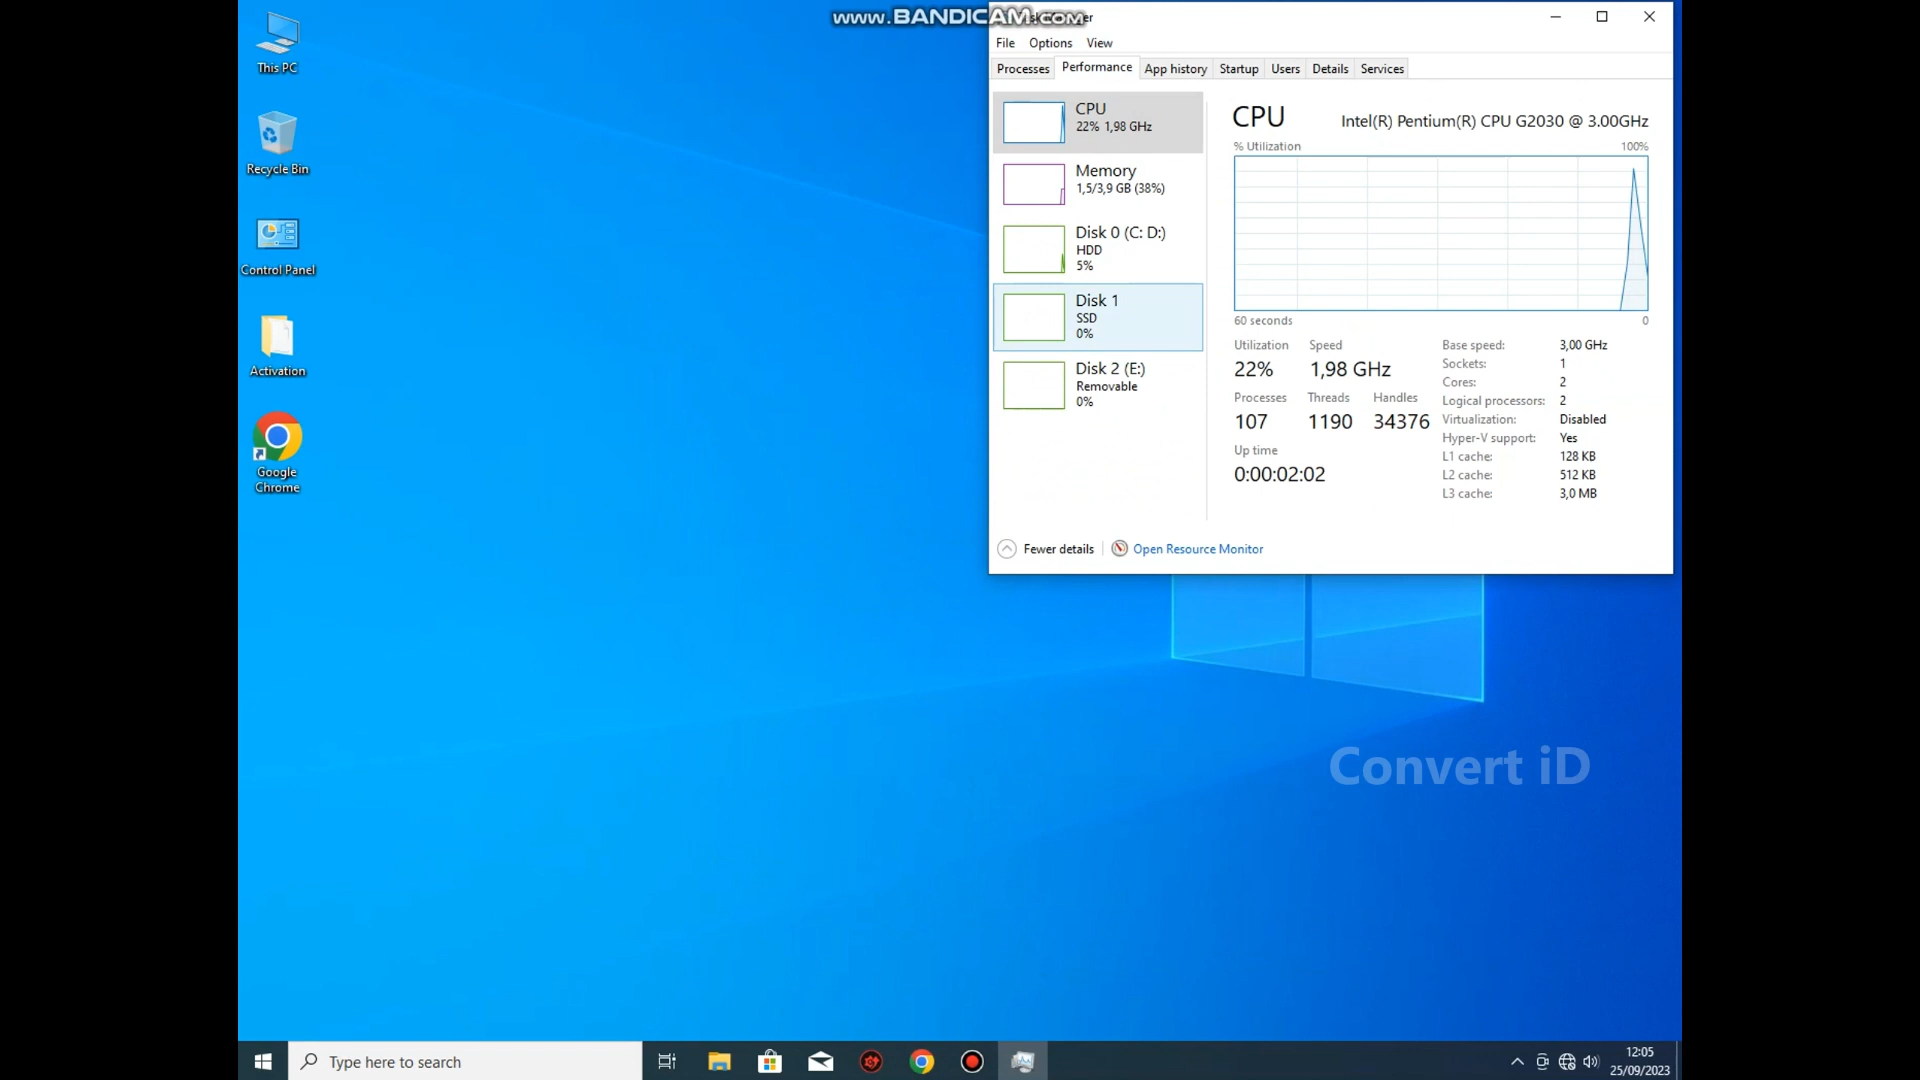 www.BANDICAM.com
This PC
Recycle Bin
Control Panel
Activation
Google
Chrome
File Options View
Processes Performance App history Startup Users Details Services
CPU
22% 1,98 GHz
Memory
1,5/3,9 GB (38%)
Disk 0 (C: D:)
HDD
5%
Disk 1
SSD
0%
Disk 2 (E:)
Removable
0%
CPU
Intel(R) Pentium(R) CPU G2030 @ 3.00GHz
% Utilization 100%
60 seconds 0
Utilization Speed
22% 1,98 GHz
Processes Threads Handles
107 1190 34376
Up time
0:00:02:02
Base speed: 3,00 GHz
Sockets: 1
Cores: 2
Logical processors: 2
Virtualization: Disabled
Hyper-V support: Yes
L1 cache: 128 KB
L2 cache: 512 KB
L3 cache: 3,0 MB
Fewer details
Open Resource Monitor
Convert iD
Type here to search
12:05
25/09/2023